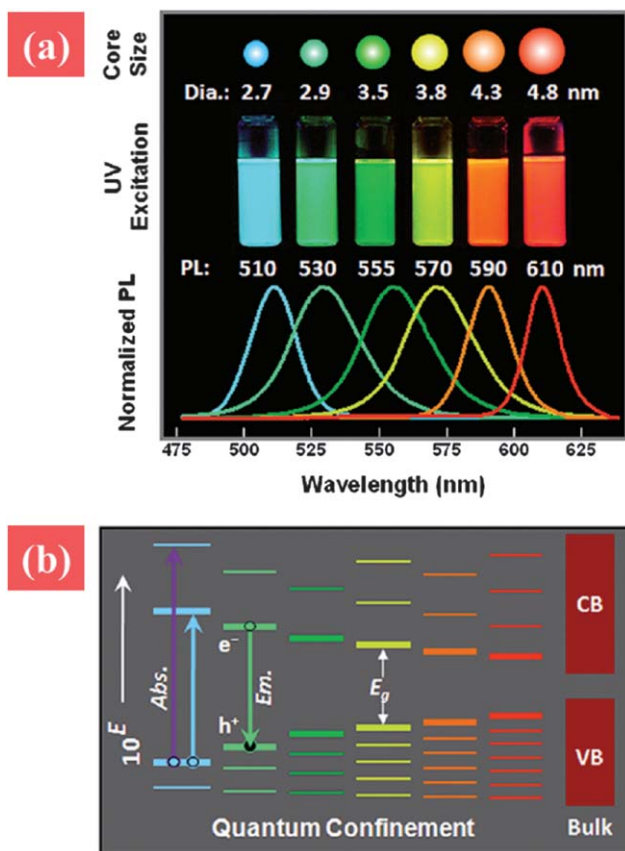 (a)
Core Size
Dia.: 2.7 2.9 3.5 3.8 4.3 4.8 nm
UV Excitation
PL: 510 530 555 570 590 610 nm
Normalized PL
475 500 525 550 575 600 625
Wavelength (nm)
(b)
10^E
Abs.
e⁻
Em.
h⁺
E_g
CB
VB
Quantum Confinement
Bulk